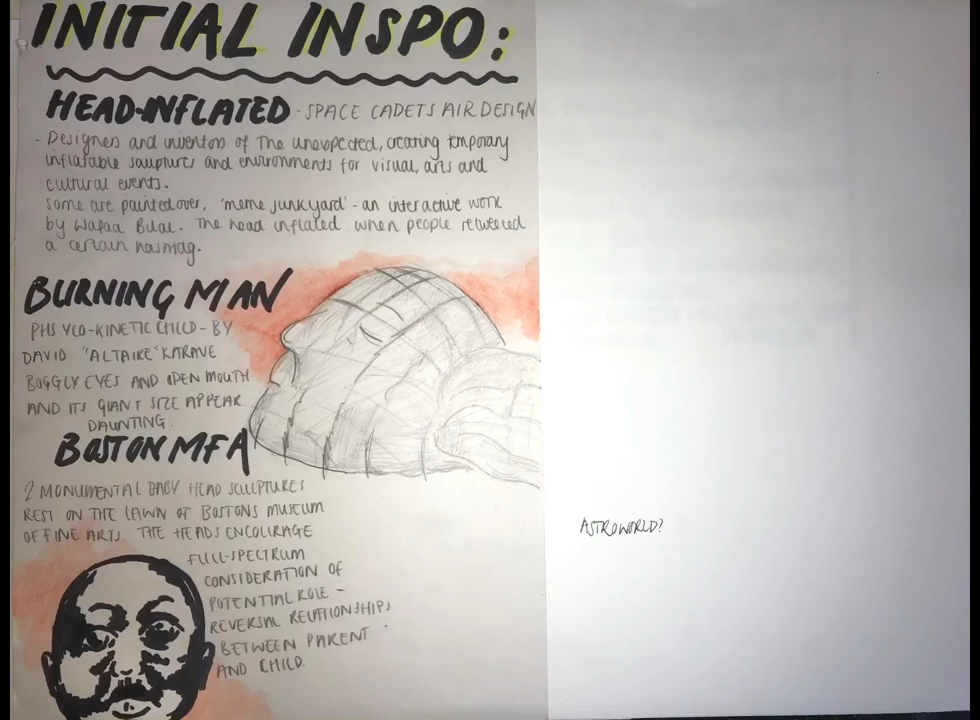 INITIAL INSPO:
HEAD-INFLATED - SPACE CADETS AIR DESIGN
- Designers and inventors of The unexpected, creating temporary
inflatable sculptures and environments for visual, arts and
cultural events.
some are painted over, 'meme junkyard' - an interactive work
by Wafaa Bilal. The head inflated when people retweeted
a certain hashtag.
BURNING MAN
PHSYCO-KINETIC CHILD - BY
DAVID "ALTAIRE" KARAVE
BOGGLY EYES AND OPEN MOUTH
AND ITS GIANT SIZE APPEAR
DAUNTING.
BOSTON MFA
2 MONUMENTAL BABY HEAD SCULPTURES
REST ON THE LAWN OF BOSTONS MUSEUM
OF FINE ARTS. THE HEADS ENCOURAGE
FULL-SPECTRUM
CONSIDERATION OF
POTENTIAL ROLE -
REVERSAL RELATIONSHIPS
BETWEEN PARENT
AND CHILD.
ASTROWORLD?